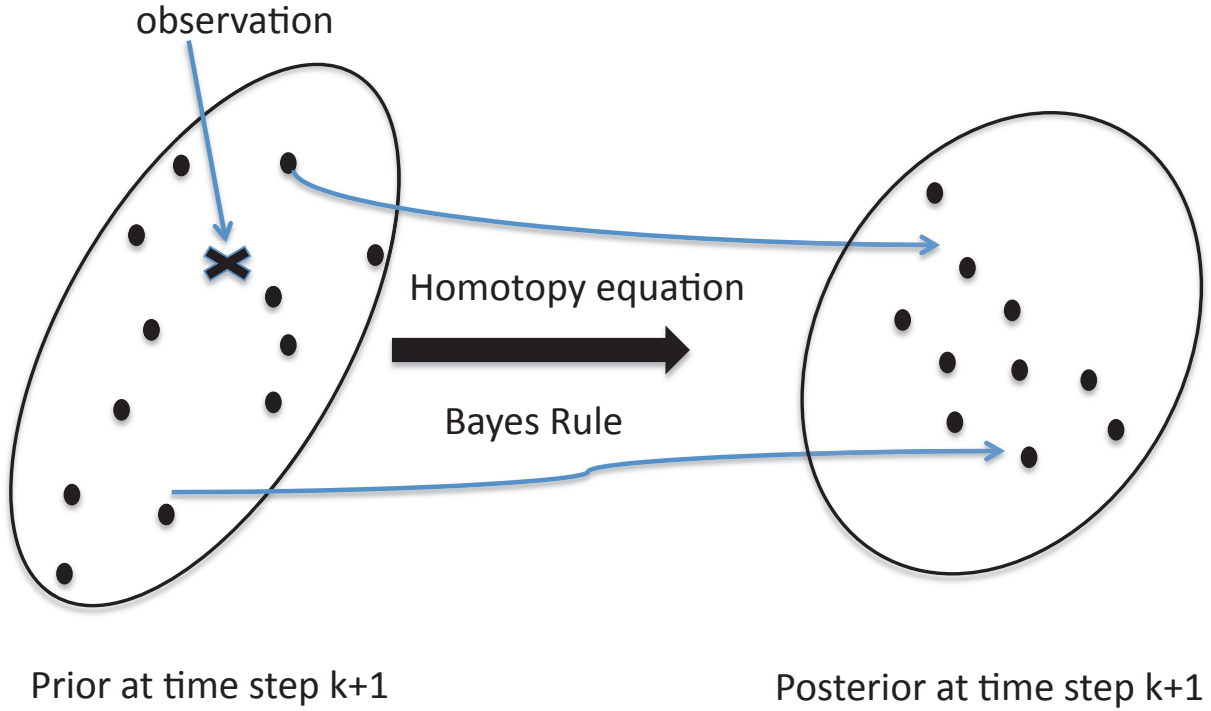 observation
Homotopy equation
Bayes Rule
Prior at time step k+1
Posterior at time step k+1